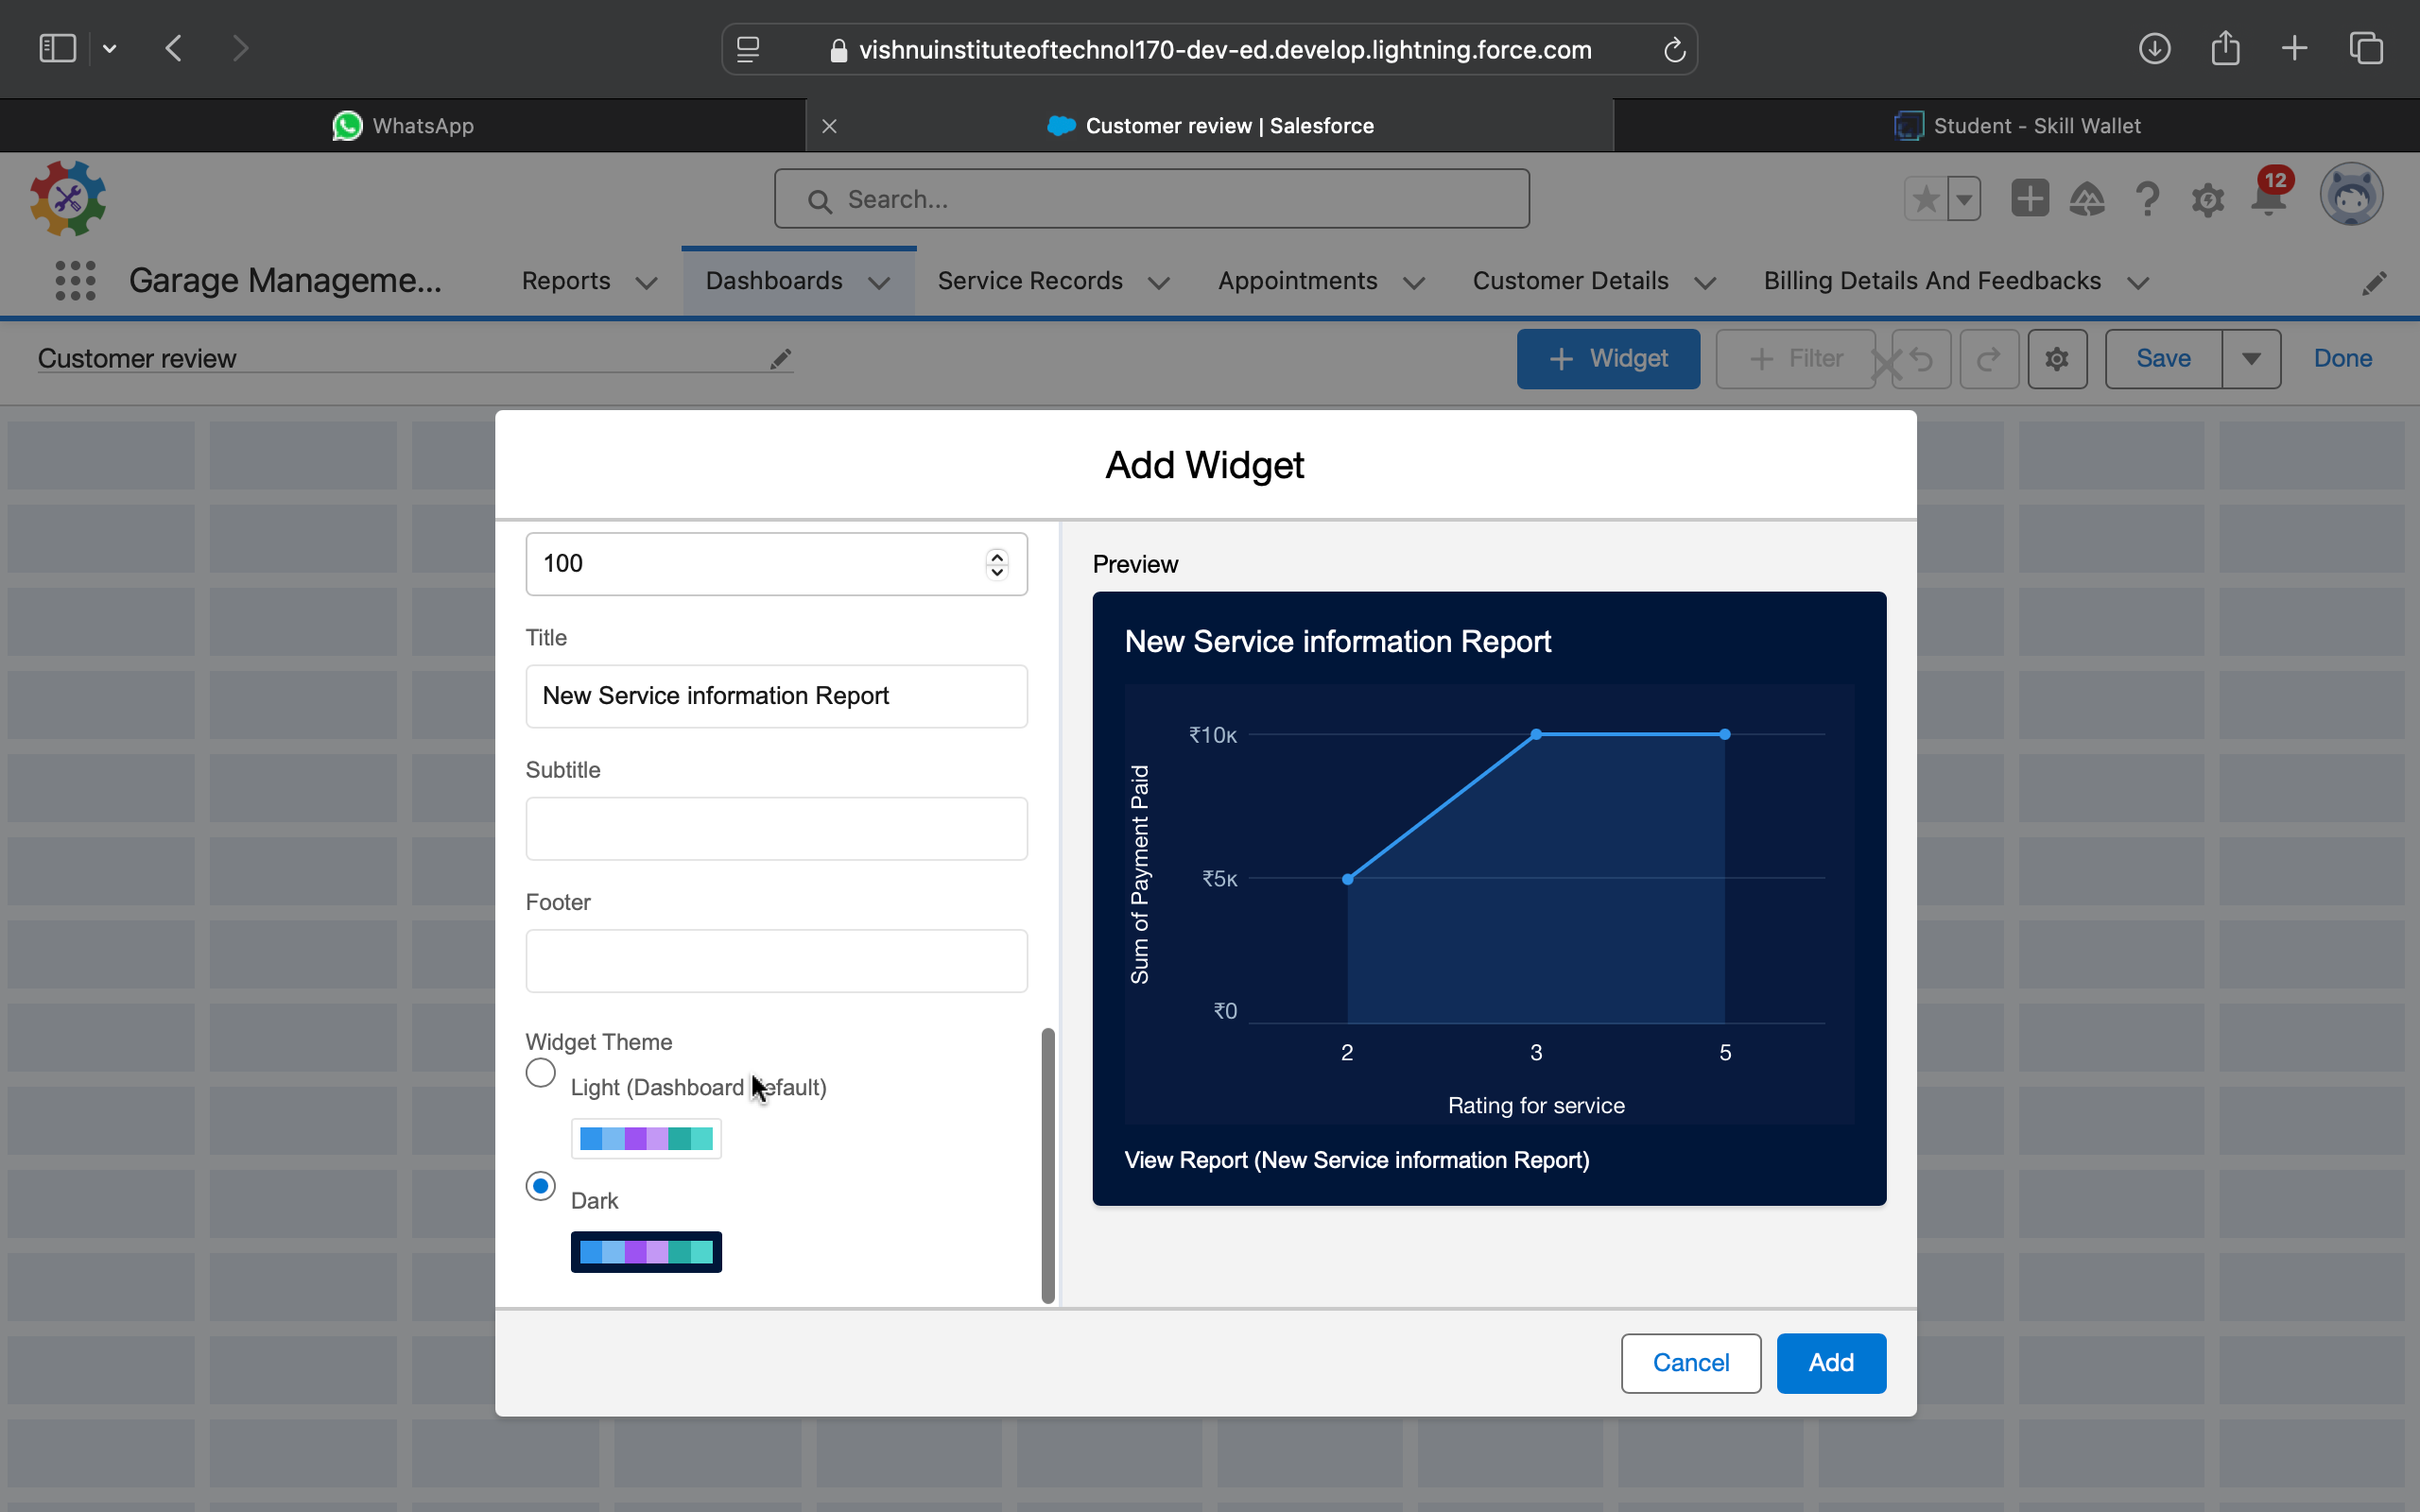 vishnuinstituteoftechnol170-dev-ed.develop.lightning.force.com
WhatsApp
Customer review | Salesforce
Student - Skill Wallet
Search...
12
Garage Manageme...
Reports
Dashboards
Service Records
Appointments
Customer Details
Billing Details And Feedbacks
Customer review
+ Widget
+ Filter
Save
Done
Add Widget
100
Title
New Service information Report
Subtitle
Footer
Widget Theme
Light (Dashboard default)
Dark
Preview
New Service information Report
Sum of Payment Paid
₹10K
₹5K
₹0
2
3
5
Rating for service
View Report (New Service information Report)
Cancel
Add